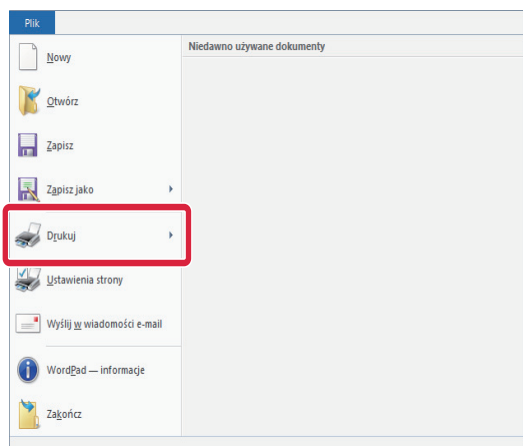 Plik
Niedawno używane dokumenty
Nowy
Otwórz
Zapisz
Zapisz jako
Drukuj
Ustawienia strony
Wyślij w wiadomości e-mail
WordPad — informacje
Zakończ